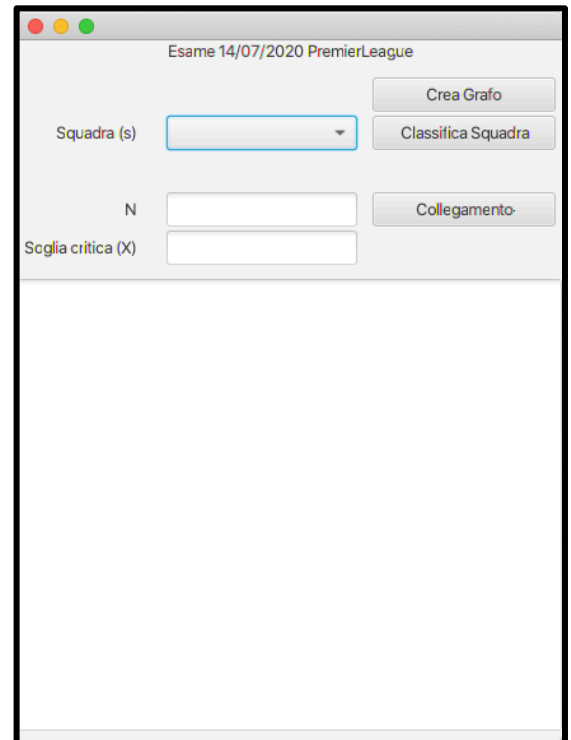 Esame 14/07/2020 PremierLeague
Crea Grafo
Squadra (s)
Classifica Squadra
N
Collegamento
Soglia critica (X)